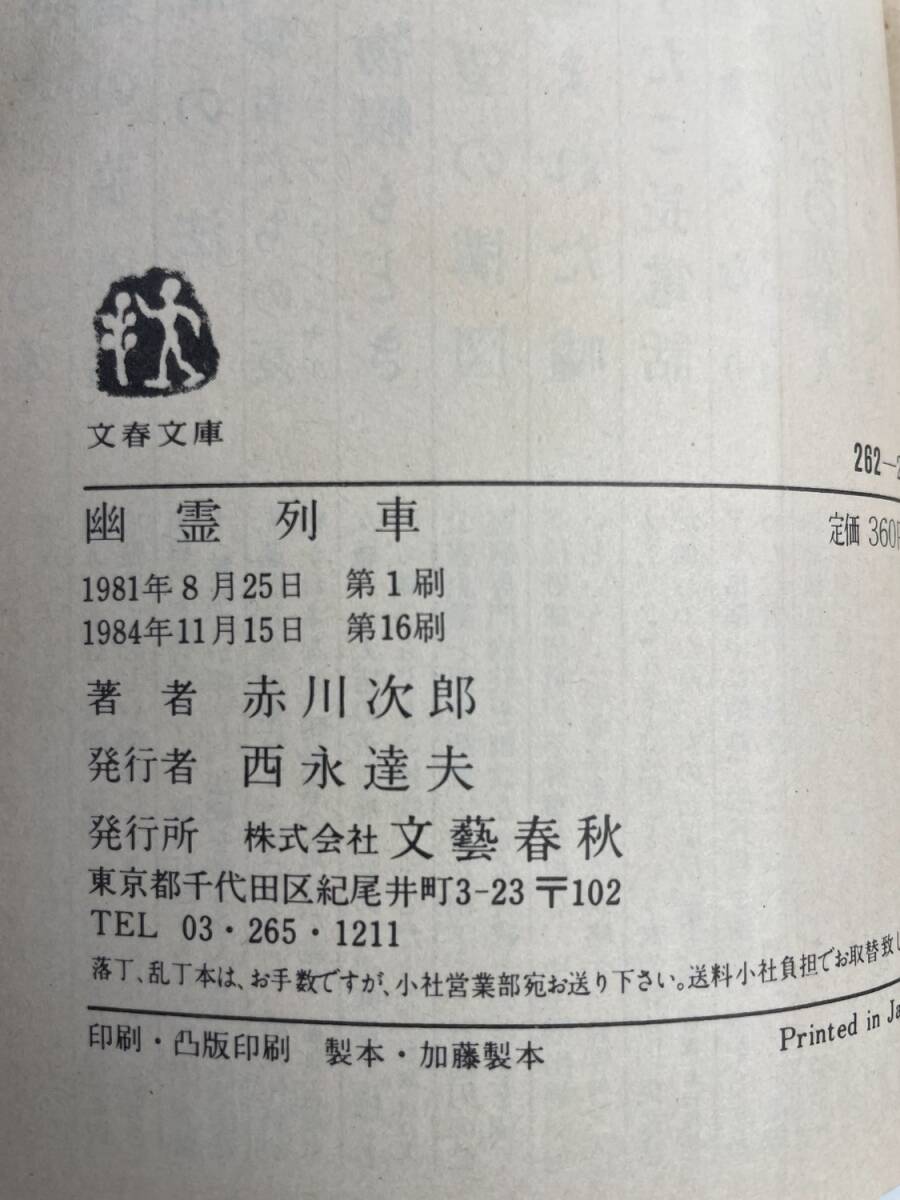 文春文庫
262-2
幽霊列車
定価 360円
1981年8月25日 第1刷
1984年11月15日 第16刷
著者 赤川次郎
発行者 西永達夫
発行所 株式会社 文藝春秋
東京都千代田区紀尾井町3-23 〒102
TEL 03・265・1211
落丁、乱丁本は、お手数ですが、小社営業部宛お送り下さい。送料小社負担でお取替致し
印刷・凸版印刷 製本・加藤製本
Printed in Ja